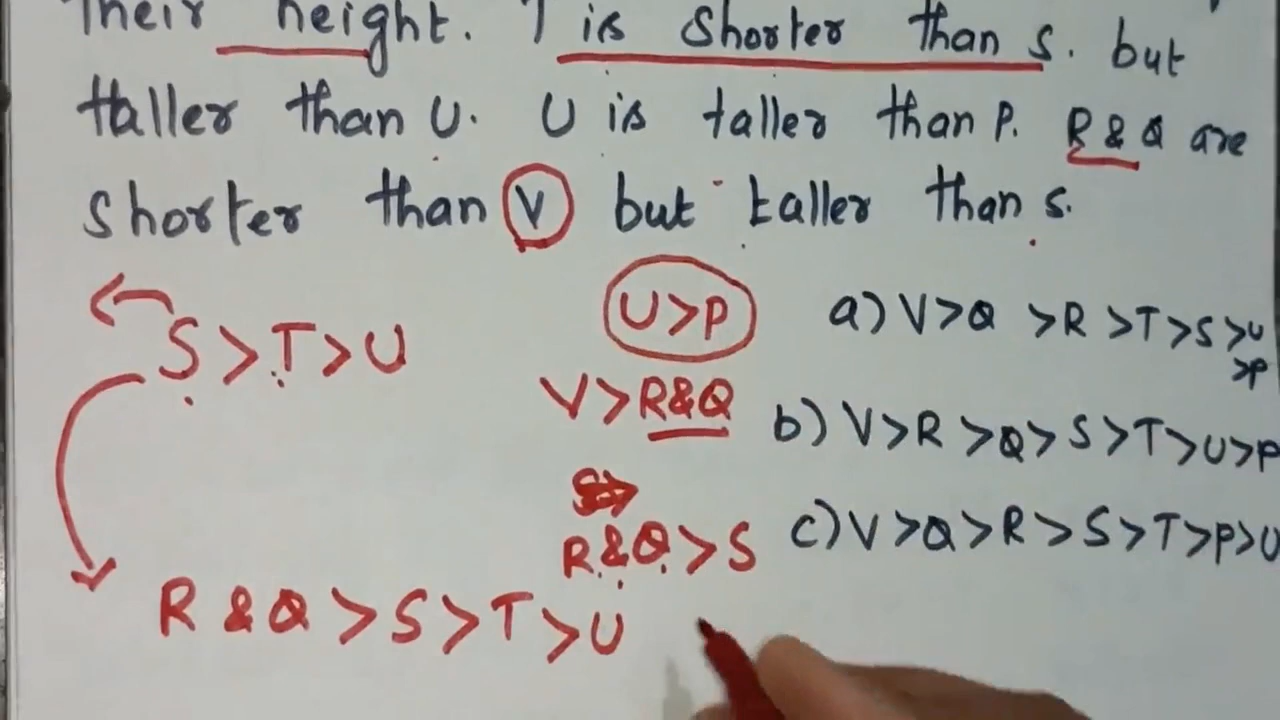 Their height. T is shorter than S. but
taller than U. U is taller than P. R & Q are
shorter than V but taller than S.
S > T > U
U > P
V > R & Q
R & Q > S
R & Q > S > T > U
a) V > Q > R > T > S > U
> P
b) V > R > Q > S > T > U > P
c) V > Q > R > S > T > P > U